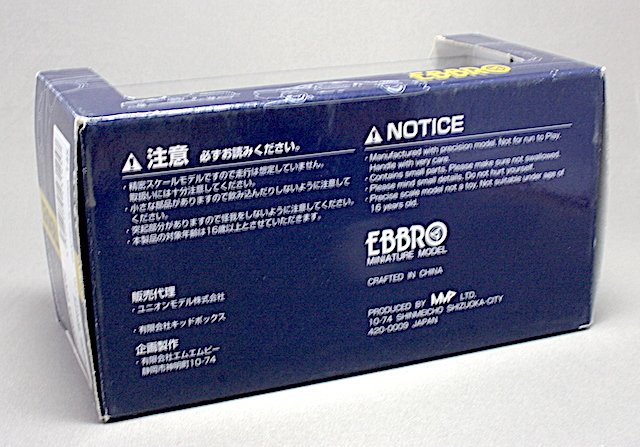 EBBRO
注意 必ずお読みください。
・精密スケールモデルですので走行は想定していません。
取扱いには十分注意してください。
・小さな部品がありますので飲み込んだりしないように注意して
ください。
・突起部分がありますので怪我をしないように注意してください。
・本製品の対象年齢は16歳以上とさせていただきます。
販売代理
・ユニオンモデル株式会社
・有限会社キッドボックス
企画製作
・有限会社エムエムピー
静岡市神明町10-74
NOTICE
・Manufactured with precision model. Not for run to Play.
Handle with very care.
・Contains small parts. Please make sure not swallowed.
・Please mind small details. Do not hurt yourself.
・Precise scale model not a toy. Not suitable under age of
16 years old.
EBBRO
MINIATURE MODEL
CRAFTED IN CHINA
PRODUCED BY MMP LTD.
10-74 SHINMEICHO SHIZUOKA-CITY
420-0009 JAPAN